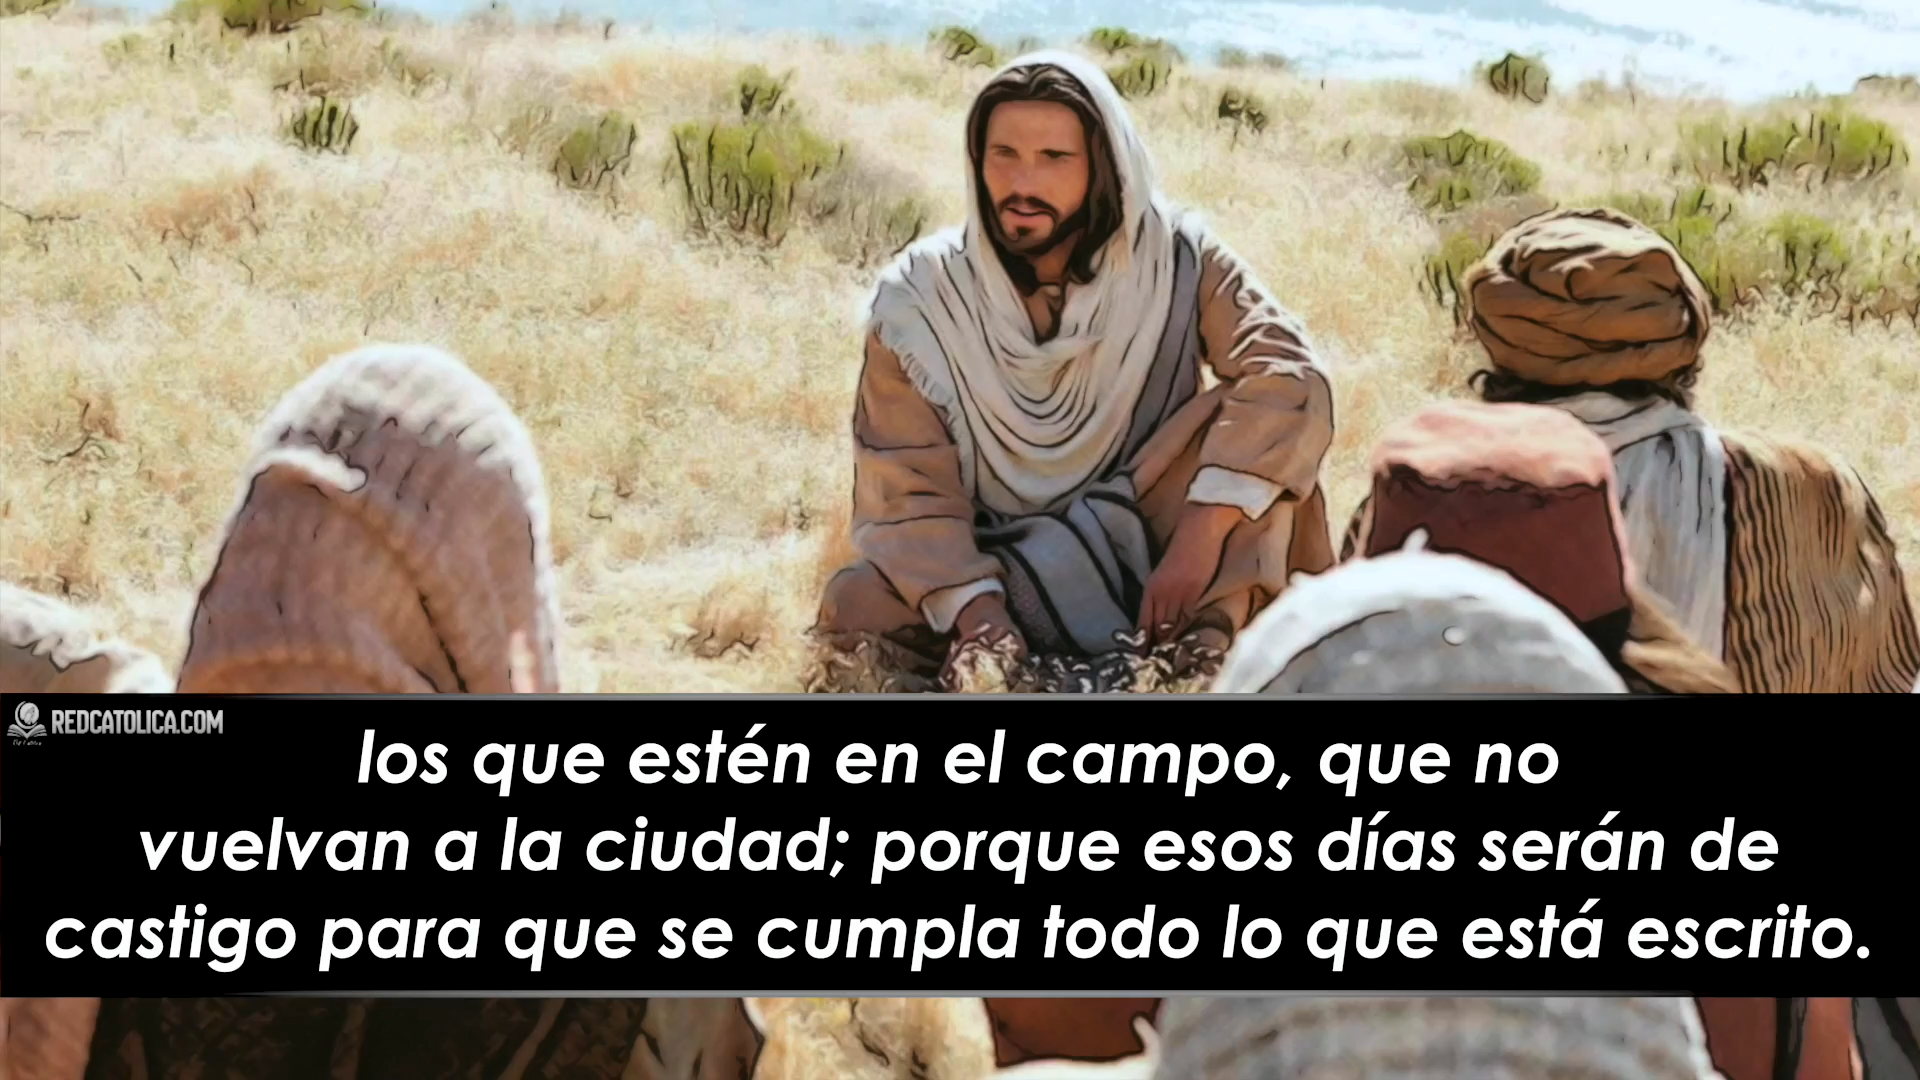 REDCATOLICA.COM
los que estén en el campo, que no
vuelvan a la ciudad; porque esos días serán de
castigo para que se cumpla todo lo que está escrito.